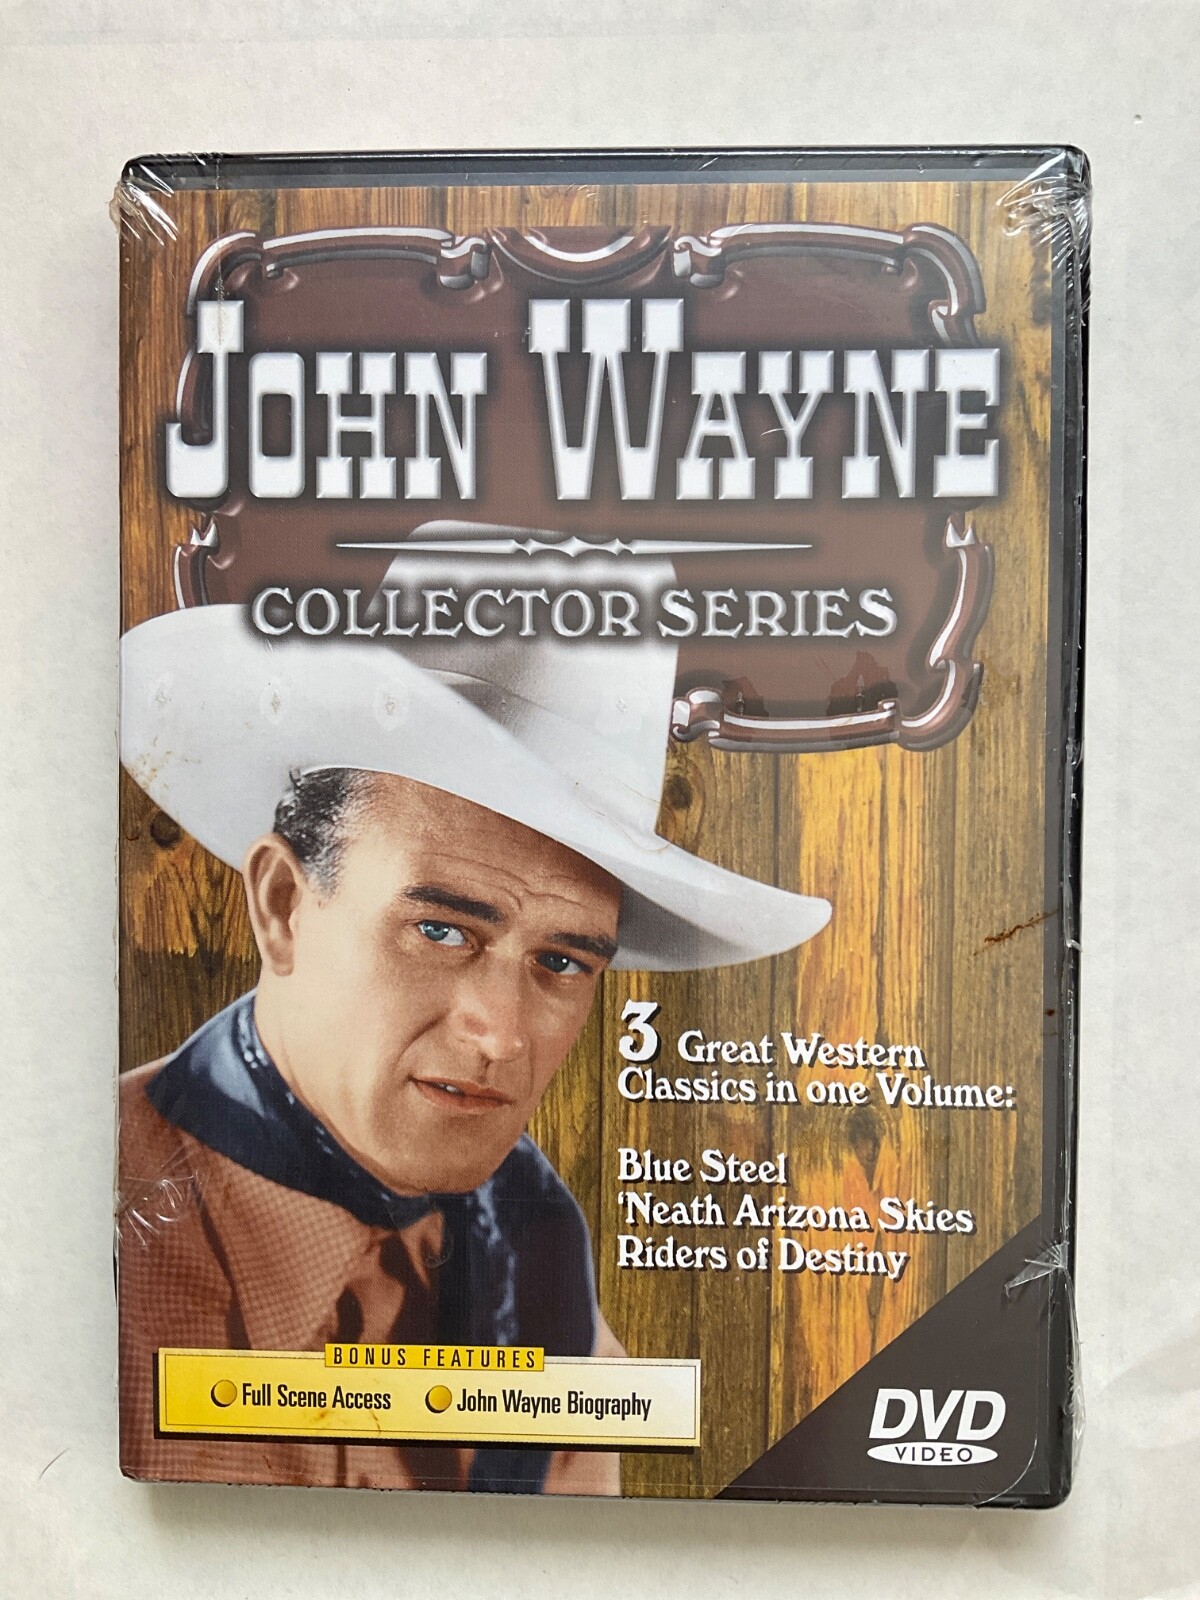 JOHN WAYNE
COLLECTOR SERIES
3 Great Western
Classics in one Volume:
Blue Steel
'Neath Arizona Skies
Riders of Destiny
BONUS FEATURES
Full Scene Access John Wayne Biography
DVD
VIDEO